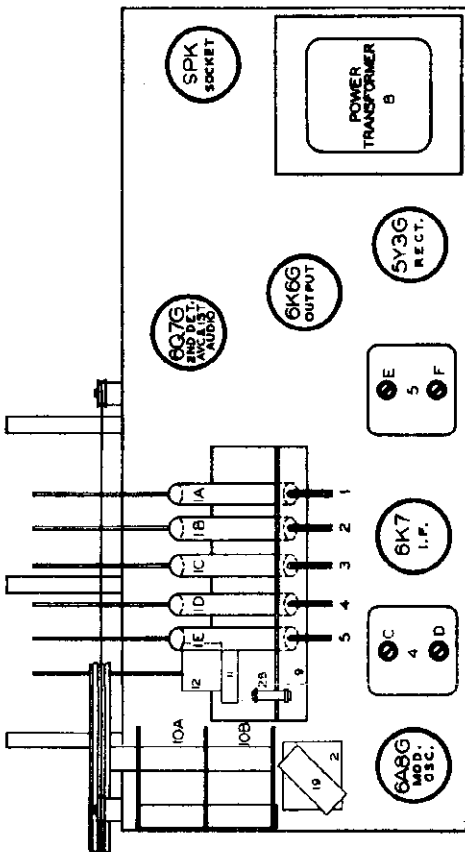 SPK
SOCKET
POWER
TRANSFORMER
8
6Q7G
2ND DET.
AVC & 1ST
AUDIO
6K6G
OUTPUT
5Y3G
RECT.
E
5
F
1A
1B
1C
1D
1E
1
2
3
4
5
6K7
I.F.
12
11
2B
9
C
4
D
10A
10B
2
19
6A8G
MOD.
OSC.